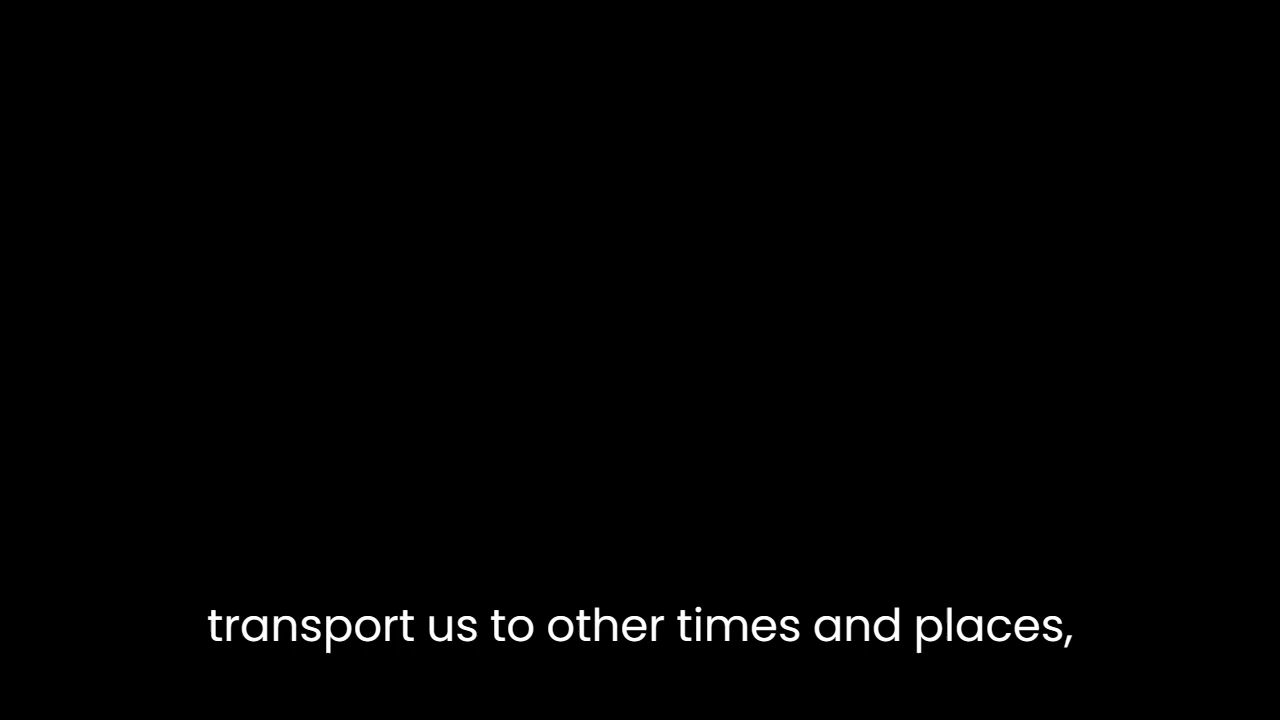 transport us to other times and places,